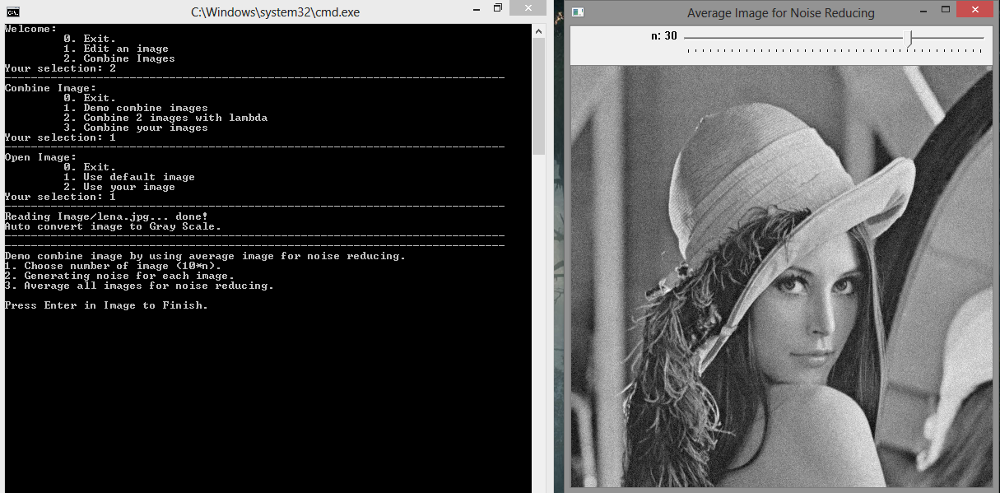 C:\Windows\system32\cmd.exe
Welcome:
0. Exit.
1. Edit an image
2. Combine Images
Your selection: 2
Combine Image:
0. Exit.
1. Demo combine images
2. Combine 2 images with lambda
3. Combine your images
Your selection: 1
Open Image:
0. Exit.
1. Use default image
2. Use your image
Your selection: 1
Reading Image/lena.jpg... done!
Auto convert image to Gray Scale.
Demo combine image by using average image for noise reducing.
1. Choose number of image (10*n).
2. Generating noise for each image.
3. Average all images for noise reducing.
Press Enter in Image to Finish.
Average Image for Noise Reducing
n: 30